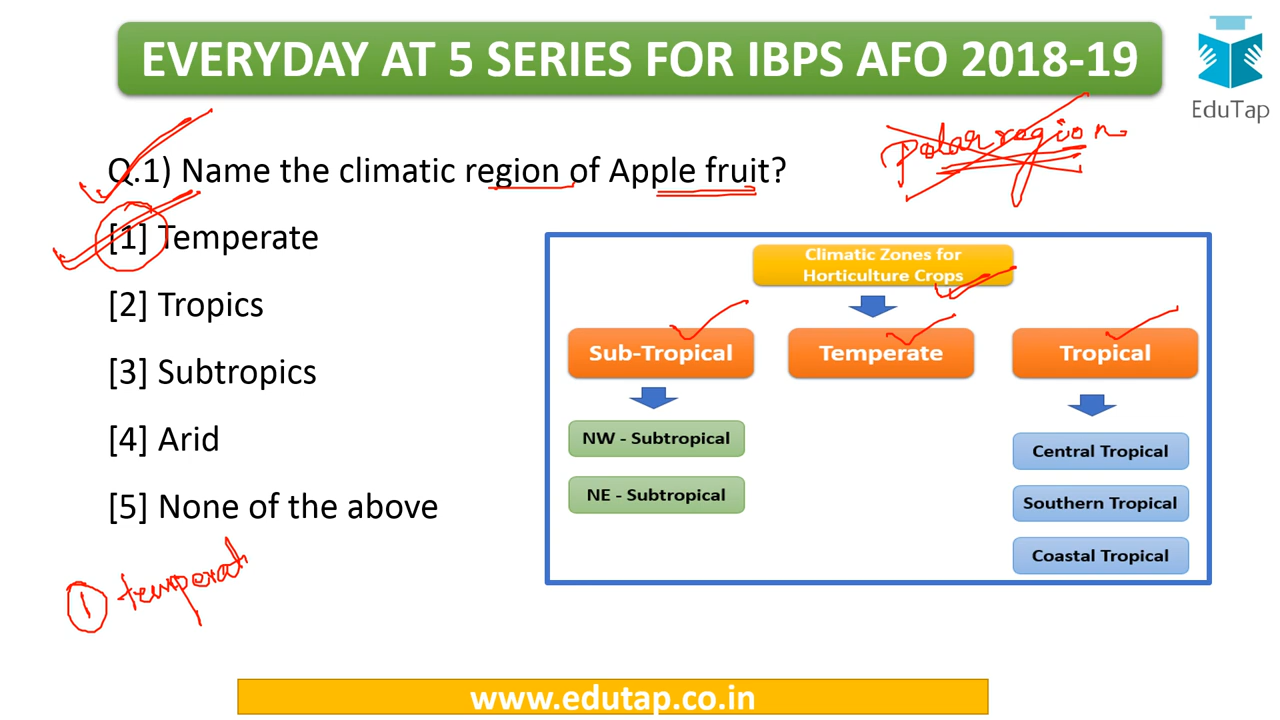 EVERYDAY AT 5 SERIES FOR IBPS AFO 2018-19
EduTap
Polar region
Q.1) Name the climatic region of Apple fruit?
[1] Temperate
[2] Tropics
[3] Subtropics
[4] Arid
[5] None of the above
① temperat
Climatic Zones for
Horticulture Crops
Sub-Tropical
Temperate
Tropical
NW - Subtropical
NE - Subtropical
Central Tropical
Southern Tropical
Coastal Tropical
www.edutap.co.in